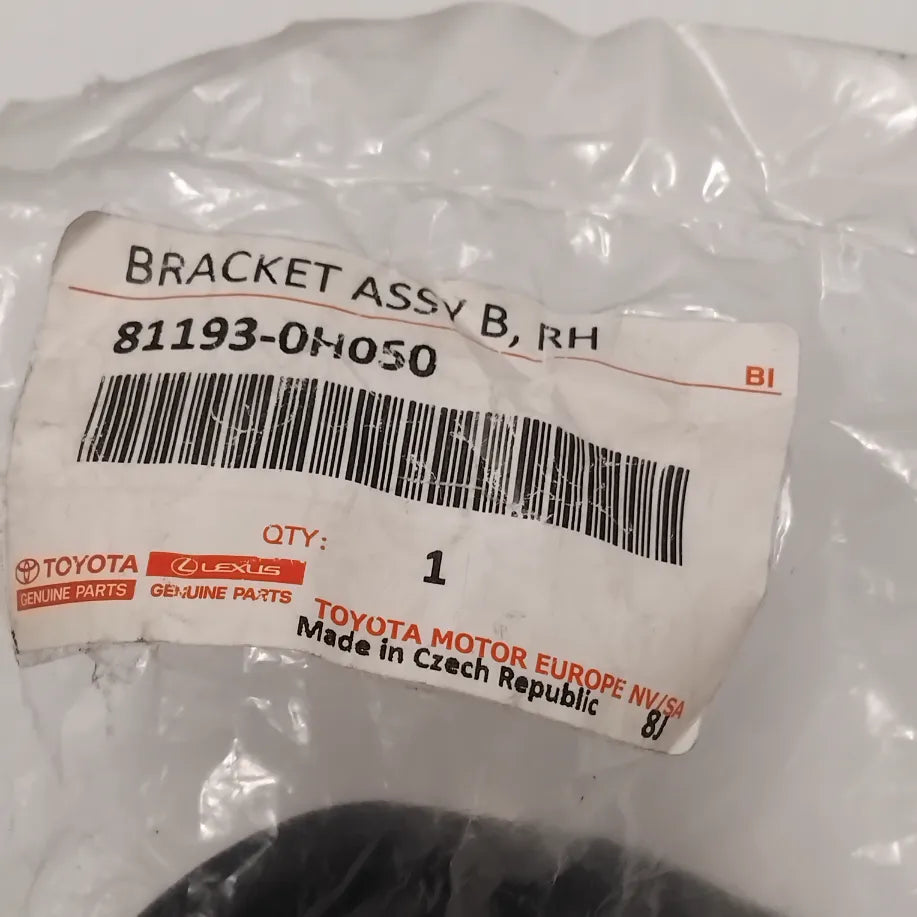 BRACKET ASSY B, RH
81193-0H050
BI
QTY: 1
TOYOTA
GENUINE PARTS
LEXUS
GENUINE PARTS
TOYOTA MOTOR EUROPE NV/SA
Made in Czech Republic
8J